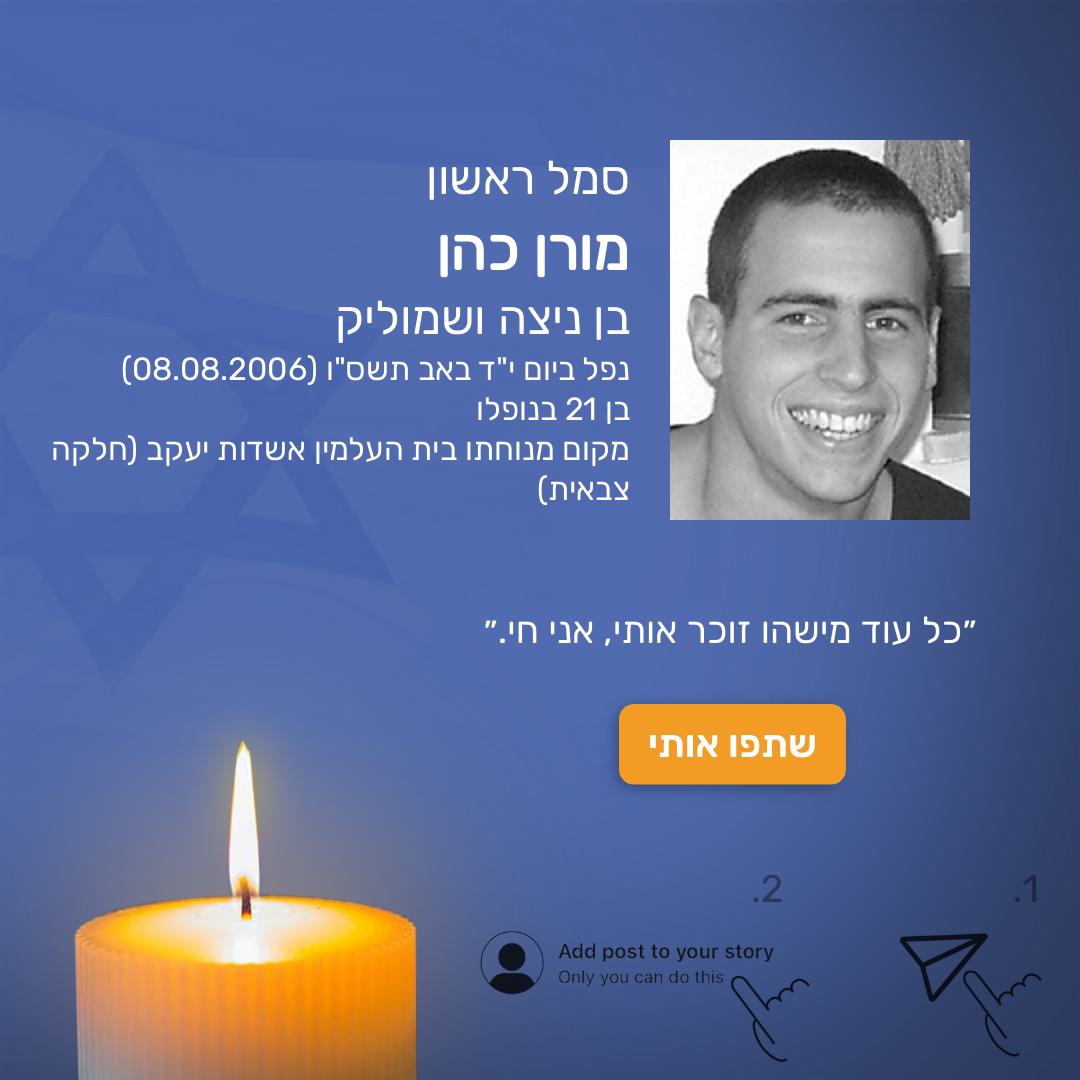 סמל ראשון
מורן כהן
בן ניצה ושמוליק
נפל ביום י"ד באב תשס"ו (08.08.2006)
בן 21 בנופלו
מקום מנוחתו בית העלמין אשדות יעקב (חלקה
צבאית)
״כל עוד מישהו זוכר אותי, אני חי.״
שתפו אותי
.1
.2
Add post to your story
Only you can do this